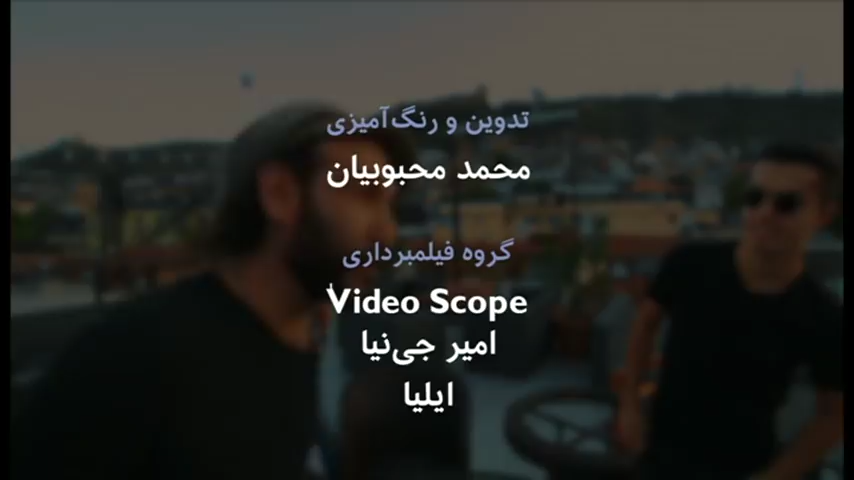 تدوین و رنگ‌آمیزی
محمد محبوبیان
گروه فیلمبرداری
Video Scope
امیر جی‌نیا
ایلیا